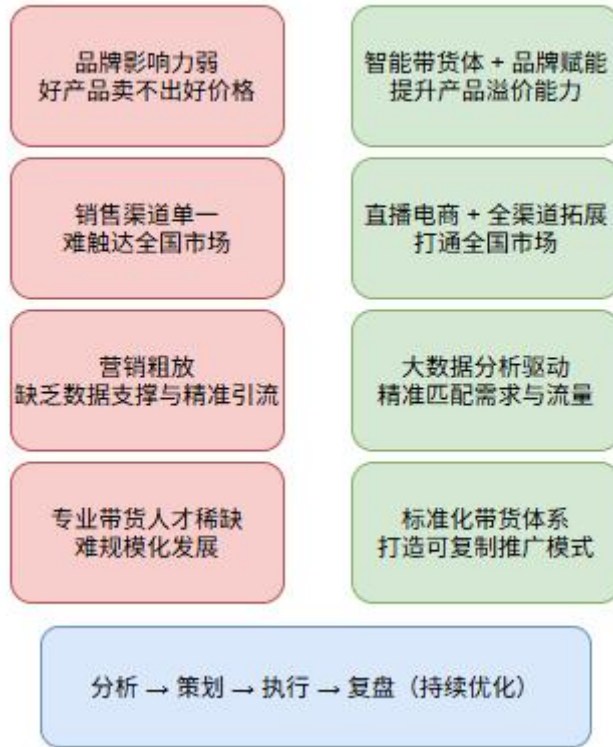 品牌影响力弱
好产品卖不出好价格
智能带货体 + 品牌赋能
提升产品溢价能力
销售渠道单一
难触达全国市场
直播电商 + 全渠道拓展
打通全国市场
营销粗放
缺乏数据支撑与精准引流
大数据分析驱动
精准匹配需求与流量
专业带货人才稀缺
难规模化发展
标准化带货体系
打造可复制推广模式
分析 → 策划 → 执行 → 复盘（持续优化）